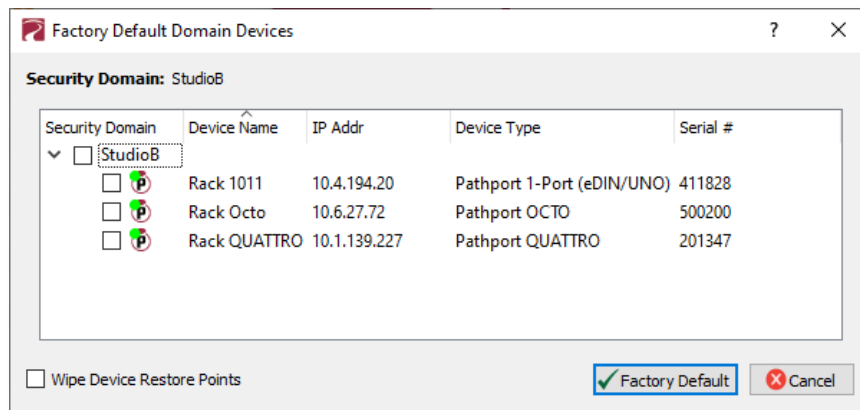 Factory Default Domain Devices
Security Domain: StudioB
Security Domain Device Name IP Addr Device Type Serial #
StudioB
Rack 1011 10.4.194.20 Pathport 1-Port (eDIN/UNO) 411828
Rack Octo 10.6.27.72 Pathport OCTO 500200
Rack QUATTRO 10.1.139.227 Pathport QUATTRO 201347
Wipe Device Restore Points Factory Default Cancel